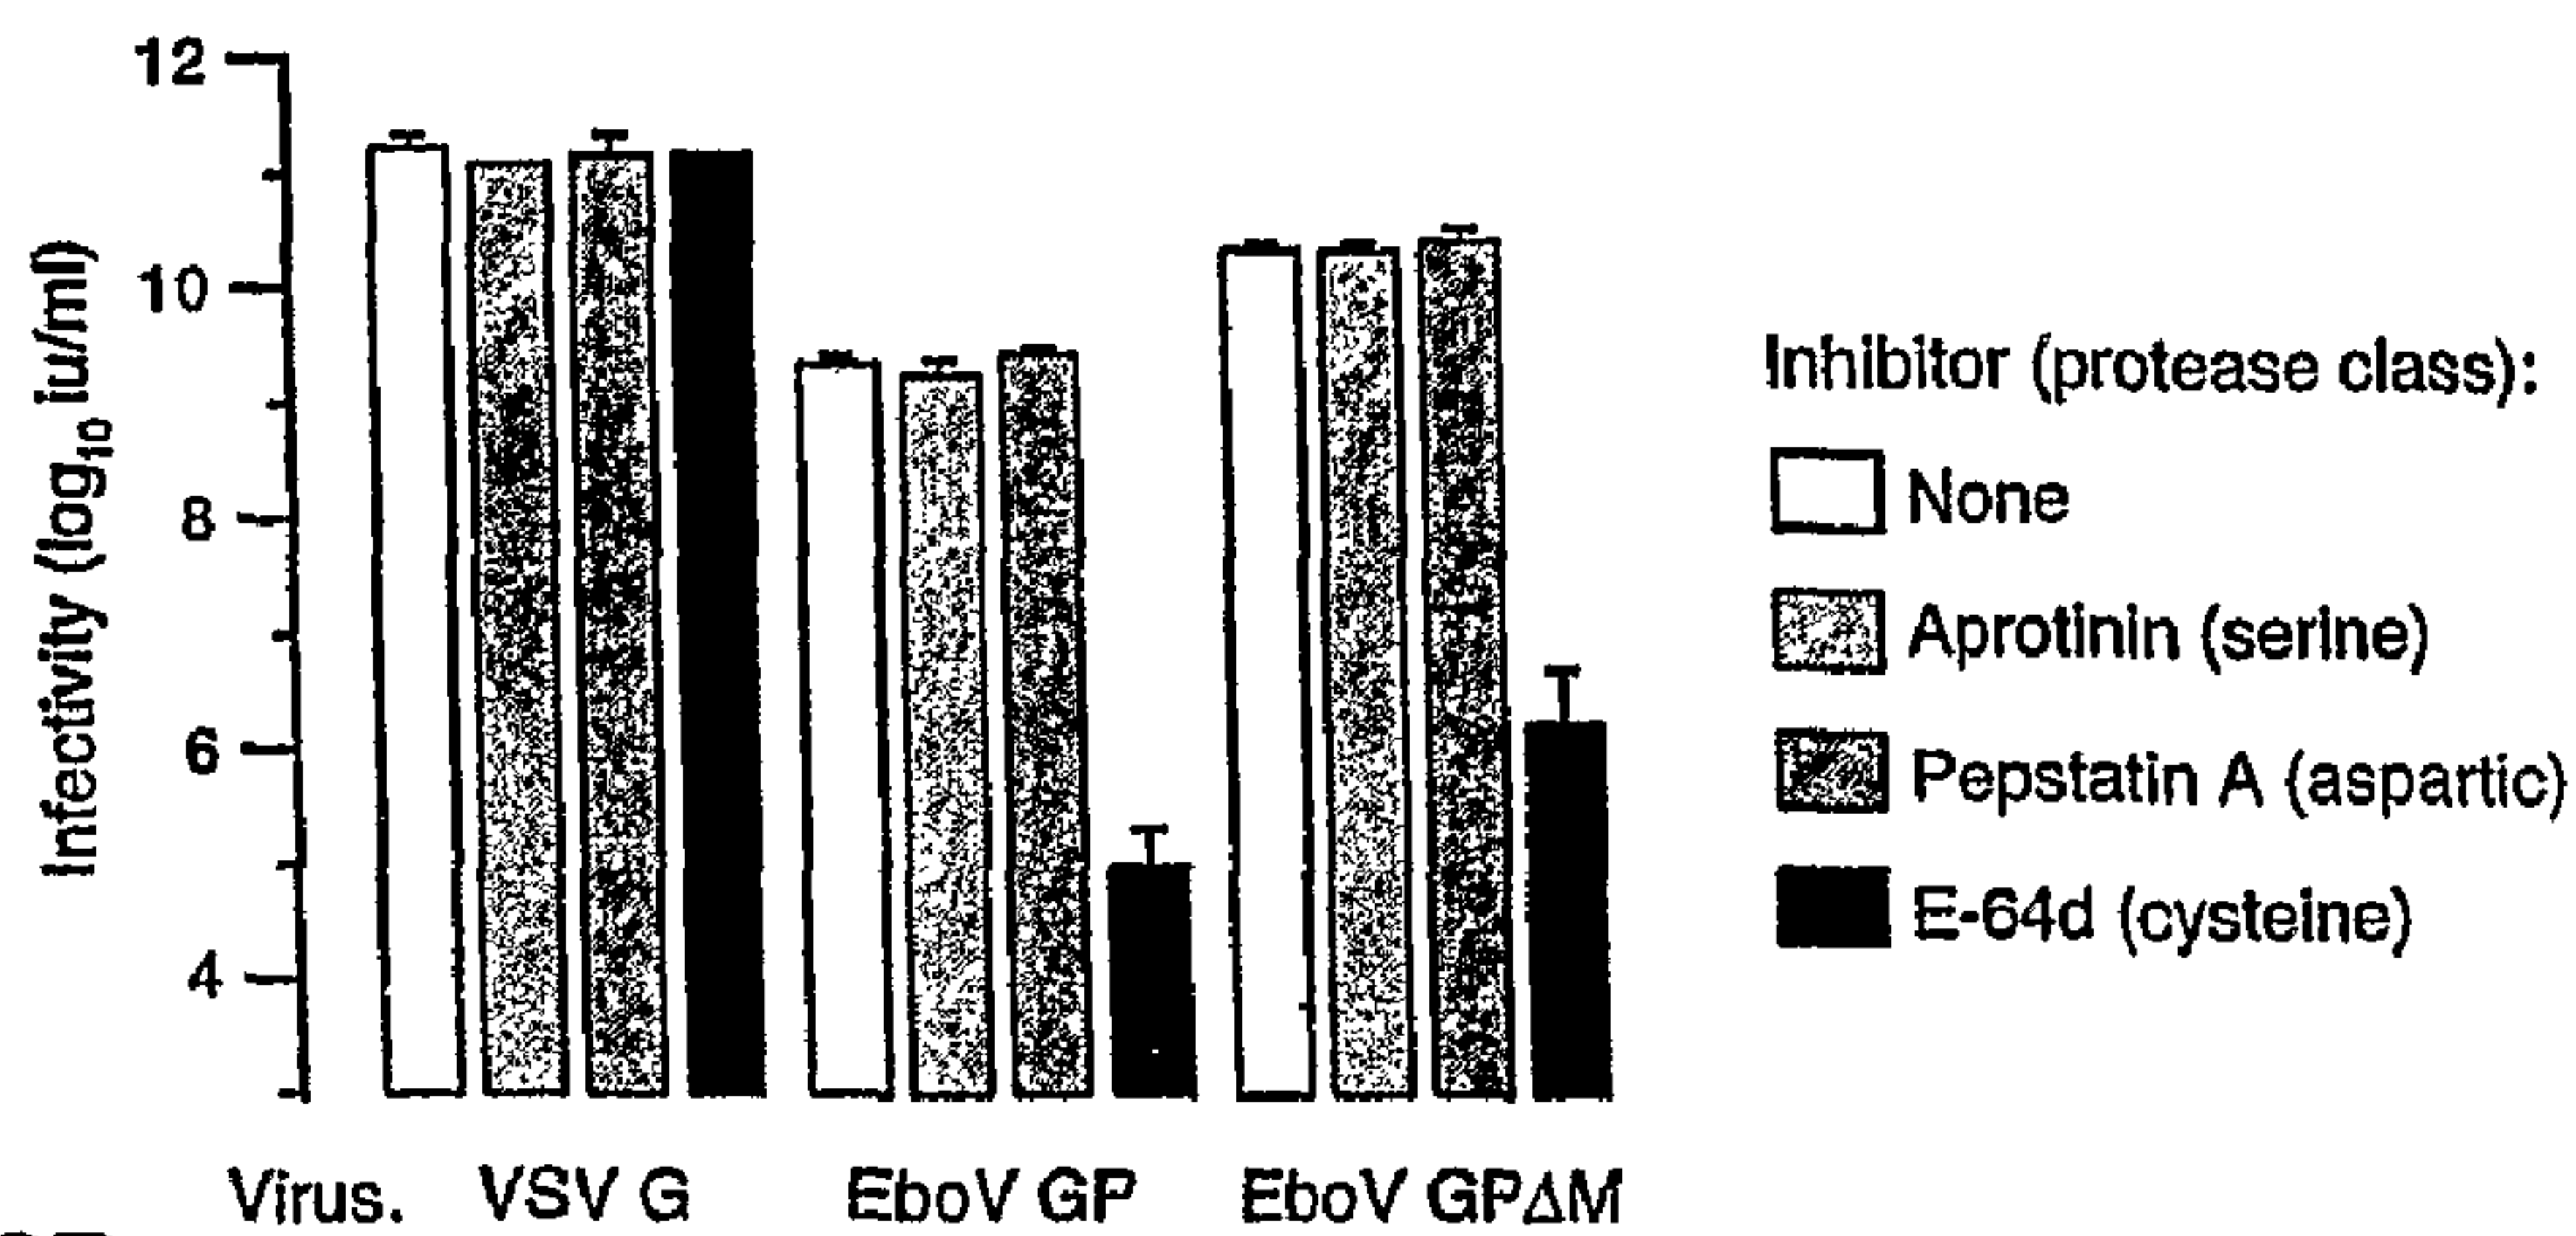 12
10
8
6
4
Infectivity (log10 iu/ml)
Virus. VSV G EboV GP EboV GPΔM
Inhibitor (protease class):
None
Aprotinin (serine)
Pepstatin A (aspartic)
E-64d (cysteine)